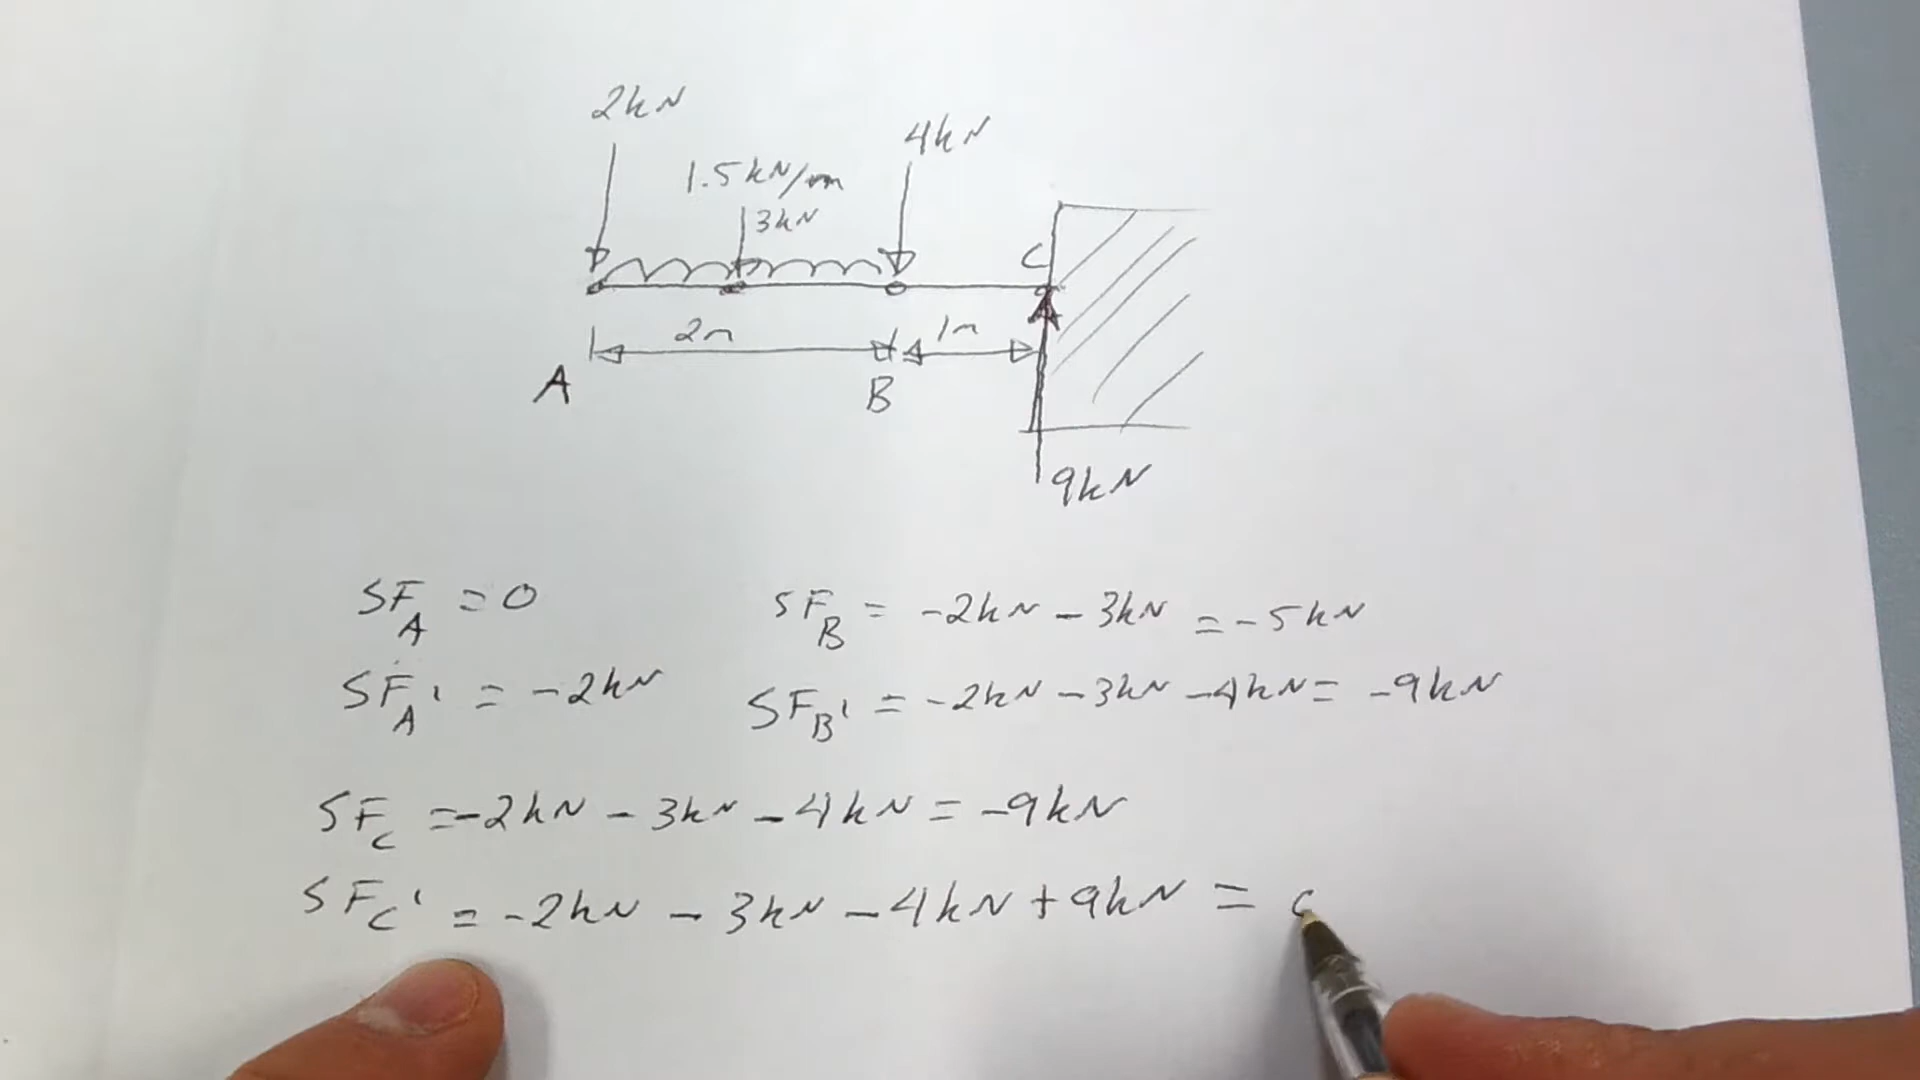 2kN
4kN
1.5kN/m
3kN
C
2m
1m
A
B
9kN
SF_A = 0
SF_B = -2kN - 3kN = -5kN
SF_A' = -2kN
SF_B' = -2kN - 3kN - 4kN = -9kN
SF_C = -2kN - 3kN - 4kN = -9kN
SF_C' = -2kN - 3kN - 4kN + 9kN =